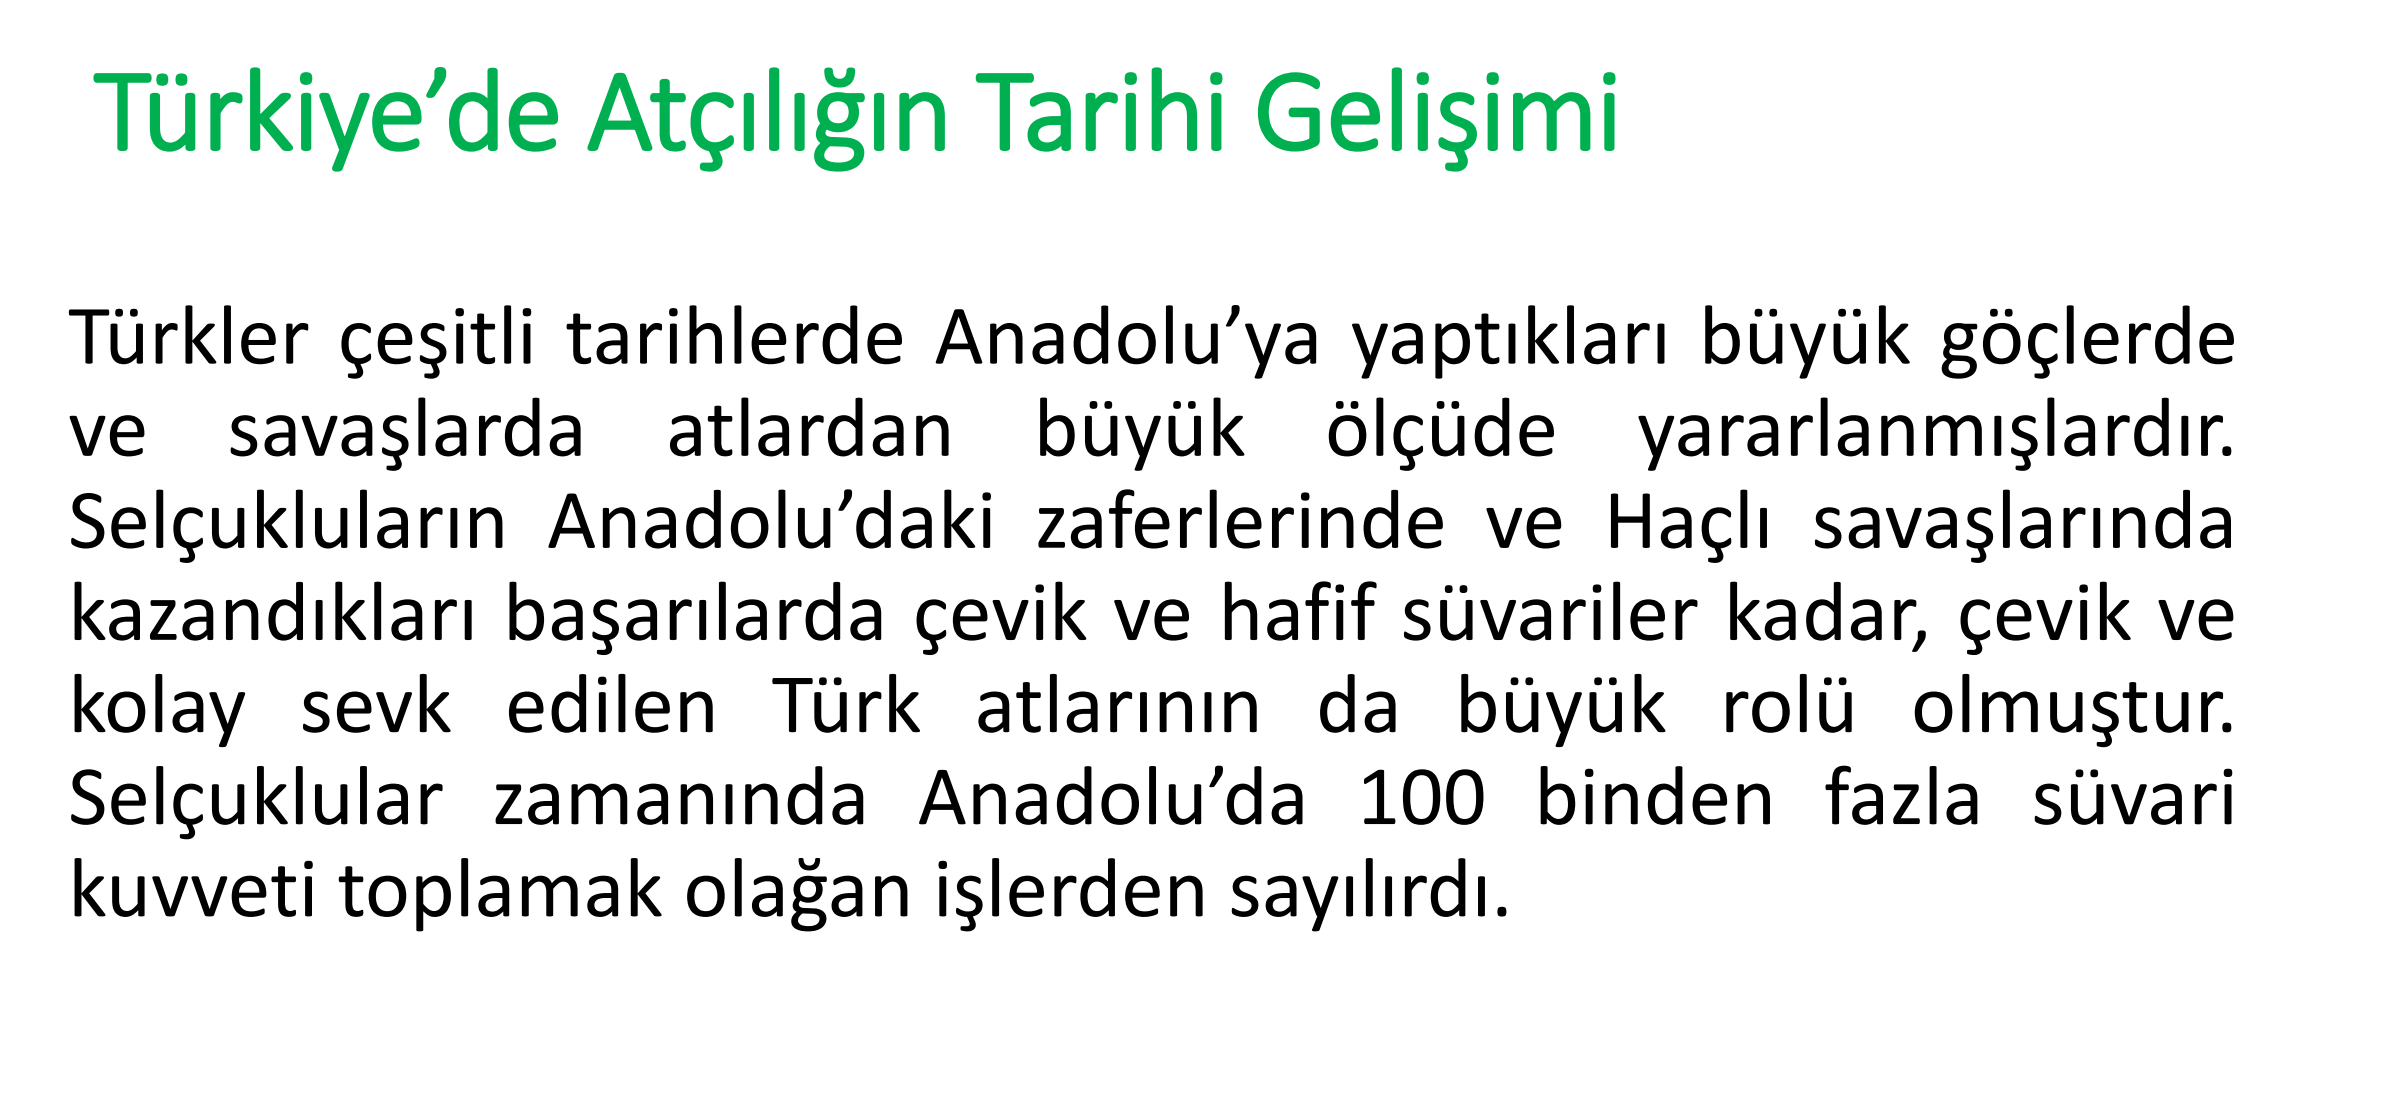 Türkiye’de Atçılığın Tarihi Gelişimi
Türkler çeşitli tarihlerde Anadolu’ya yaptıkları büyük göçlerde
ve savaşlarda atlardan büyük ölçüde yararlanmışlardır.
Selçukluların Anadolu’daki zaferlerinde ve Haçlı savaşlarında
kazandıkları başarılarda çevik ve hafif süvariler kadar, çevik ve
kolay sevk edilen Türk atlarının da büyük rolü olmuştur.
Selçuklular zamanında Anadolu’da 100 binden fazla süvari
kuvveti toplamak olağan işlerden sayılırdı.